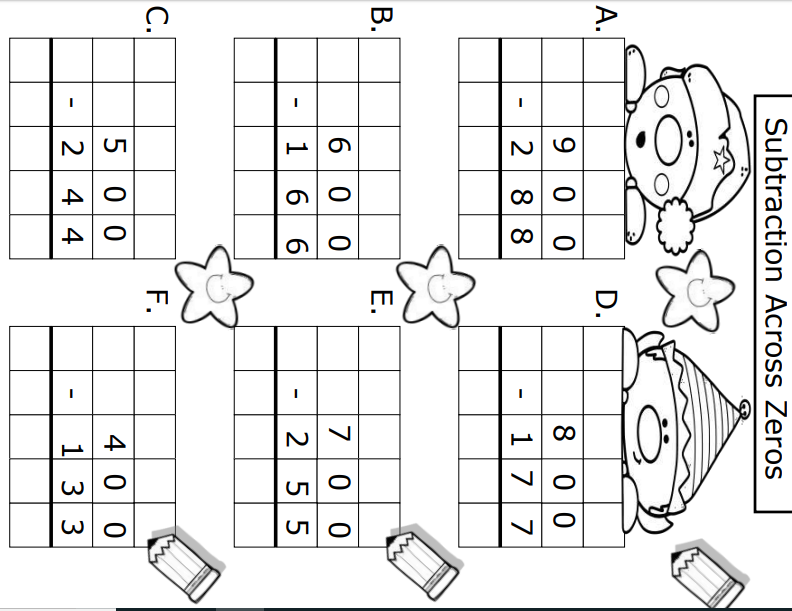 Subtraction Across Zeros
A.
9 0 0
- 2 8 8
D.
8 0 0
- 1 7 7
B.
6 0 0
- 1 6 6
E.
7 0 0
- 2 5 5
C.
5 0 0
- 2 4 4
F.
4 0 0
- 1 3 3